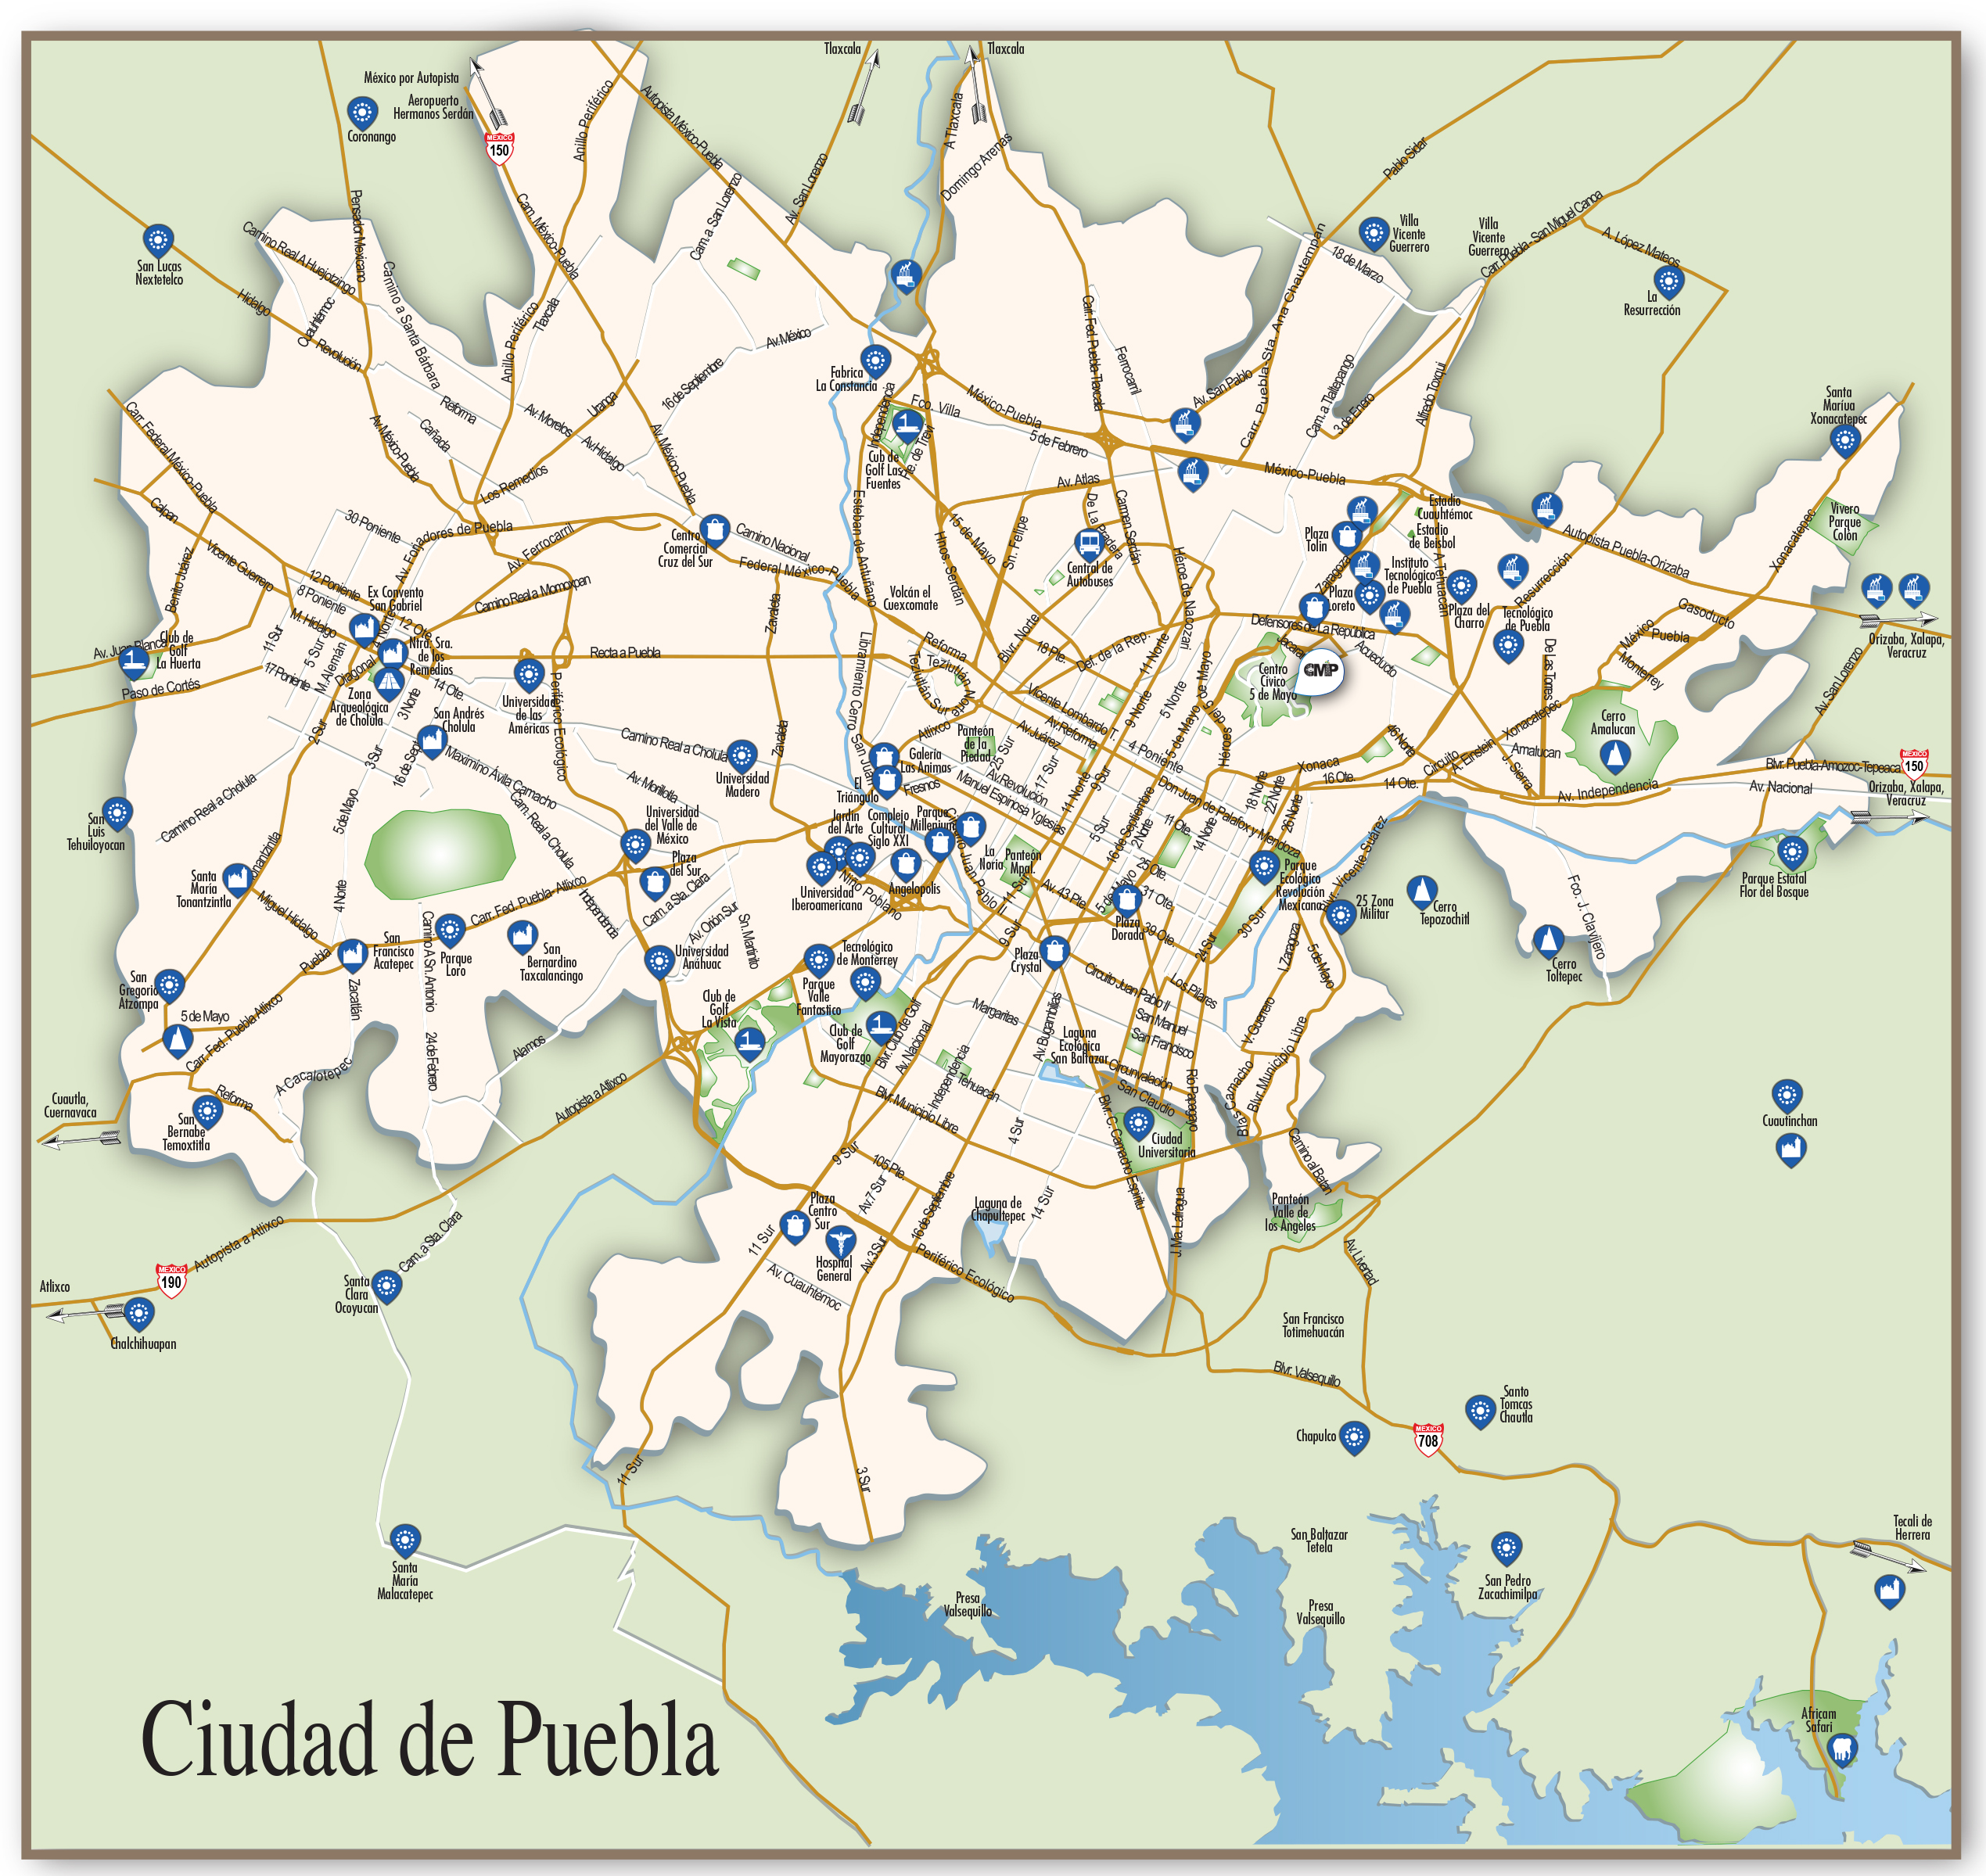 Tlaxcala
Tlaxcala
México por Autopista
Aeropuerto
Hermanos Serdán
Coronango
MEXICO
150
Anillo Periférico
Autopista México-Puebla
Av. San Lorenzo
A Tlaxcala
Domingo Arenas
Pablo Sidar
Cam. México-Puebla
Cam. a San Lorenzo
Pensador Mexicano
Camino Real A Huejotzingo
San Lucas
Nextetelco
Hidalgo
Cuauhtémoc
Revolución
Camino a Santa Bárbara
Anillo Periférico
Tlaxcala
Villa
Vicente
Guerrero
Villa
Vicente
Guerrero
18 de Marzo
Carr. Puebla - San Miguel Canoa
A. López Mateos
La
Resurrección
Carr. Puebla-Sta. Ana Chautempan
Carr. Fed. Puebla-Tlaxcala
Ferrocarril
Av. México
16 de Septiembre
Fabrica
La Constancia
Independencia
Fco. Villa
México-Puebla
5 de Febrero
Av. San Pablo
Cam. a Tlaltepango
3 de Enero
Alfredo Toxqui
Santa
Maríua
Xonacatepec
Reforma
Cañada
Av. Morelos
Av. Hidalgo
Uranga
Av. México-Puebla
Av. México-Puebla
Carr. Federal México-Puebla
Calpan
Los Remedios
Cub de
Golf Las
Fuentes
Av. Atlas
México-Puebla
Estadio
Cuauhtémoc
Estadio
de Beisbol
Autopista Puebla-Orizaba
Vivero
Parque
Colón
Xonacatepec
30 Poniente
Av. Forjadores de Puebla
Av. Ferrocarril
Centro
Comercial
Cruz del Sur
Camino Nacional
Federal México-Puebla
Esteban de Antuñano
Hnos. Serdán
15 de Mayo
Sn. Felipe
De La Pradera
Carmen Serdán
Central de
Autobuses
Héroe de Nacozari
Plaza
Tolin
Zaragoza
Instituto
Tecnológico
de Puebla
Plaza
Loreto
A. Tehuacán
Plaza del
Charro
Resurrección
Tecnológico
de Puebla
Gasoducto
México
Puebla
Monterrey
Orizaba, Xalapa,
Veracruz
Benito Juárez
Vicente Guerrero
12 Poniente
8 Poniente
M. Hidalgo
Ex Convento
San Gabriel
Camino Real a Momoxpan
Zavaleta
Volcán el
Cuexcomate
Defensores de La República
Av. Juan Blanca
Club de
Golf
La Huerta
Paso de Cortés
11 Sur
5 Sur
M. Alemán
17 Poniente
Diagonal
4 Norte
12 Ote.
Ntra. Sra.
de los
Remedios
14 Ote.
Zona
Arqueológica
de Cholula
3 Norte
San Andrés
Cholula
Universidad
de las
Américas
Recta a Puebla
Periférico Ecológico
Libramiento Cerro San Juan
Reforma
Teziutlán Norte
Teziutlán Sur
Blvr. Norte
18 Pte.
Def. de la Rep.
11 Norte
Vicente Lombardo T.
Av. Reforma
Av. Juárez
9 Norte
5 Norte
5 de Mayo
Héroes del 5 de Mayo
4 Poniente
Centro
Cívico
5 de Mayo
CMP
Acueducto
De Las Torres
Cerro
Amalucan
Av. San Lorenzo
2 Sur
3 Sur
16 de Sept.
Maximino Ávila Camacho
Cam. Real a Cholula
Camino Real a Cholula
Camino Real a Cholula
Av. Morillotla
Universidad
Madero
Zavaleta
Atlixco
Galería
Las Ánimas
Panteón
de la
Piedad
25 Sur
17 Sur
Av. Revolución
Manuel Espinosa Yglesias
11 Norte
9 Sur
Don Juan de Palafox y Mendoza
Xonaca
16 Ote.
14 Ote.
46 Norte
Circuito
A. Einstein
Xonacatepec
Amalucan
J. Sierra
Av. Independencia
Blvr. Puebla-Amozoc-Tepeaca
MEXICO
150
Av. Nacional
Orizaba, Xalapa,
Veracruz
San
Luis
Tehuiloyocan
5 de Mayo
Tonantzintla
Universidad
del Valle de
México
Plaza
del Sur
El
Triángulo
Fresnos
Jardín
del Arte
Complejo
Cultural
Siglo XXI
Parque
Millenium
La
Noria
Panteón
Mpal.
5 Sur
16 de Septiembre
2 Norte
11 Ote.
14 Norte
18 Norte
22 Norte
26 Norte
25 Ote.
31 Ote.
39 Ote.
Parque
Ecológico
Revolución
Mexicana
Blvr. Vicente Suárez
25 Zona
Militar
Cerro
Tepozochitl
Fco. J. Clavijero
Parque Estatal
Flor del Bosque
Santa
María
Tonantzintla
Miguel Hidalgo
4 Norte
Carr. Fed. Puebla-Atlixco
Independencia
Cam. a Sta. Clara
Av. Orión Sur
Sn. Martinito
Universidad
Iberoamericana
Niño Poblano
Angelopolis
Circuito Juan Pablo II
11 Sur
Av. 43 Pte.
5 de Mayo
Plaza
Dorada
9 Sur
Plaza
Crystal
24 Sur
30 Sur
I. Zaragoza
5 de Mayo
Cerro
Toltepec
Puebla
San
Francisco
Acatepec
Parque
Loro
San
Bernardino
Taxcalancingo
Universidad
Anáhuac
Tecnológico
de Monterrey
San
Gregorio
Atzompa
5 de Mayo
Zacatlán
Camino A Sn. Antonio
Parque
Valle
Fantastico
Club de
Golf
La Vista
Club de
Golf
Mayorazgo
Blvr. Club de Golf
Av. Nacional
Margaritas
Circuito Juan Pablo II
Los Pilares
San Manuel
San Francisco
Av. Bugambilias
Laguna
Ecológica
San Baltazar
V. Guerrero
Carr. Fed. Puebla Atlixco
24 de Febrero
Alamos
A Cacalotepec
Reforma
San
Bernabe
Temoxtitla
Cuautla,
Cuernavaca
Autopista a Atlixco
Independencia
Tehuacán
Blvr. Municipio Libre
Circunvalación
San Claudio
Río Papagayo
Camacho
Blvr. Municipio Libre
4 Sur
Blvr. C. Camacho Espíritu
Ciudad
Universitaria
Camino al Batan
Cuautinchan
9 Sur
105 Pte.
Av. 7 Sur
16 de Septiembre
Plaza
Centro
Sur
Hospital
General
11 Sur
Av. 3 Sur
Av. Cuauhtémoc
Laguna de
Chapultepec
14 Sur
J. Ma. Lafragua
Periférico Ecológico
Panteón
Valle de
los Angeles
Autopista a Atlixco
MEXICO
190
Atlixco
Chalchihuapan
Santa
Clara
Ocoyucan
Cam. a Sta. Clara
San Francisco
Totimehuacán
Blvr. Valsequillo
Santo
Tomcas
Chautla
Chapulco
MEXICO
708
11 Sur
3 Sur
Santa
María
Malacatepec
Presa
Valsequillo
San Baltazar
Tetela
Presa
Valsequillo
San Pedro
Zacachimilpa
Tecali de
Herrera
Africam
Safari
Ciudad de Puebla